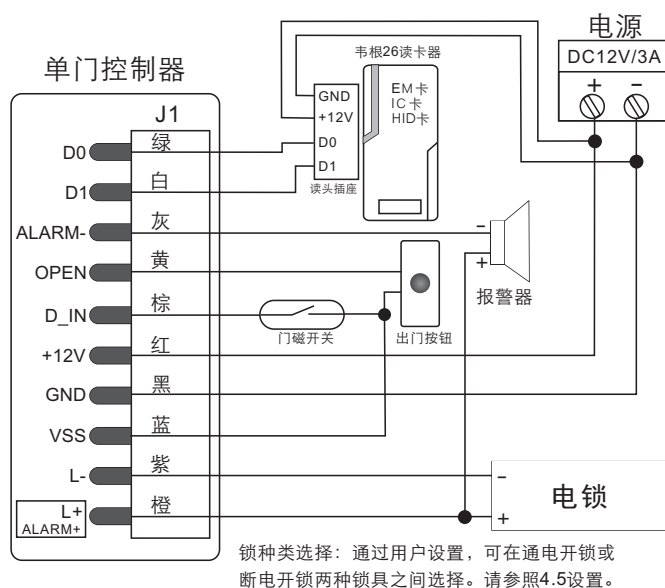 单门控制器
J1
D0 绿
D1 白
ALARM- 灰
OPEN 黄
D_IN 棕
+12V 红
GND 黑
VSS 蓝
L- 紫
L+ 橙
ALARM+
韦根26读卡器
GND
+12V
D0
D1
读头插座
EM卡
IC卡
HID卡
电源
DC12V/3A
+ −
−
+
报警器
门磁开关
出门按钮
−
+
电锁
锁种类选择：通过用户设置，可在通电开锁或
断电开锁两种锁具之间选择。请参照4.5设置。